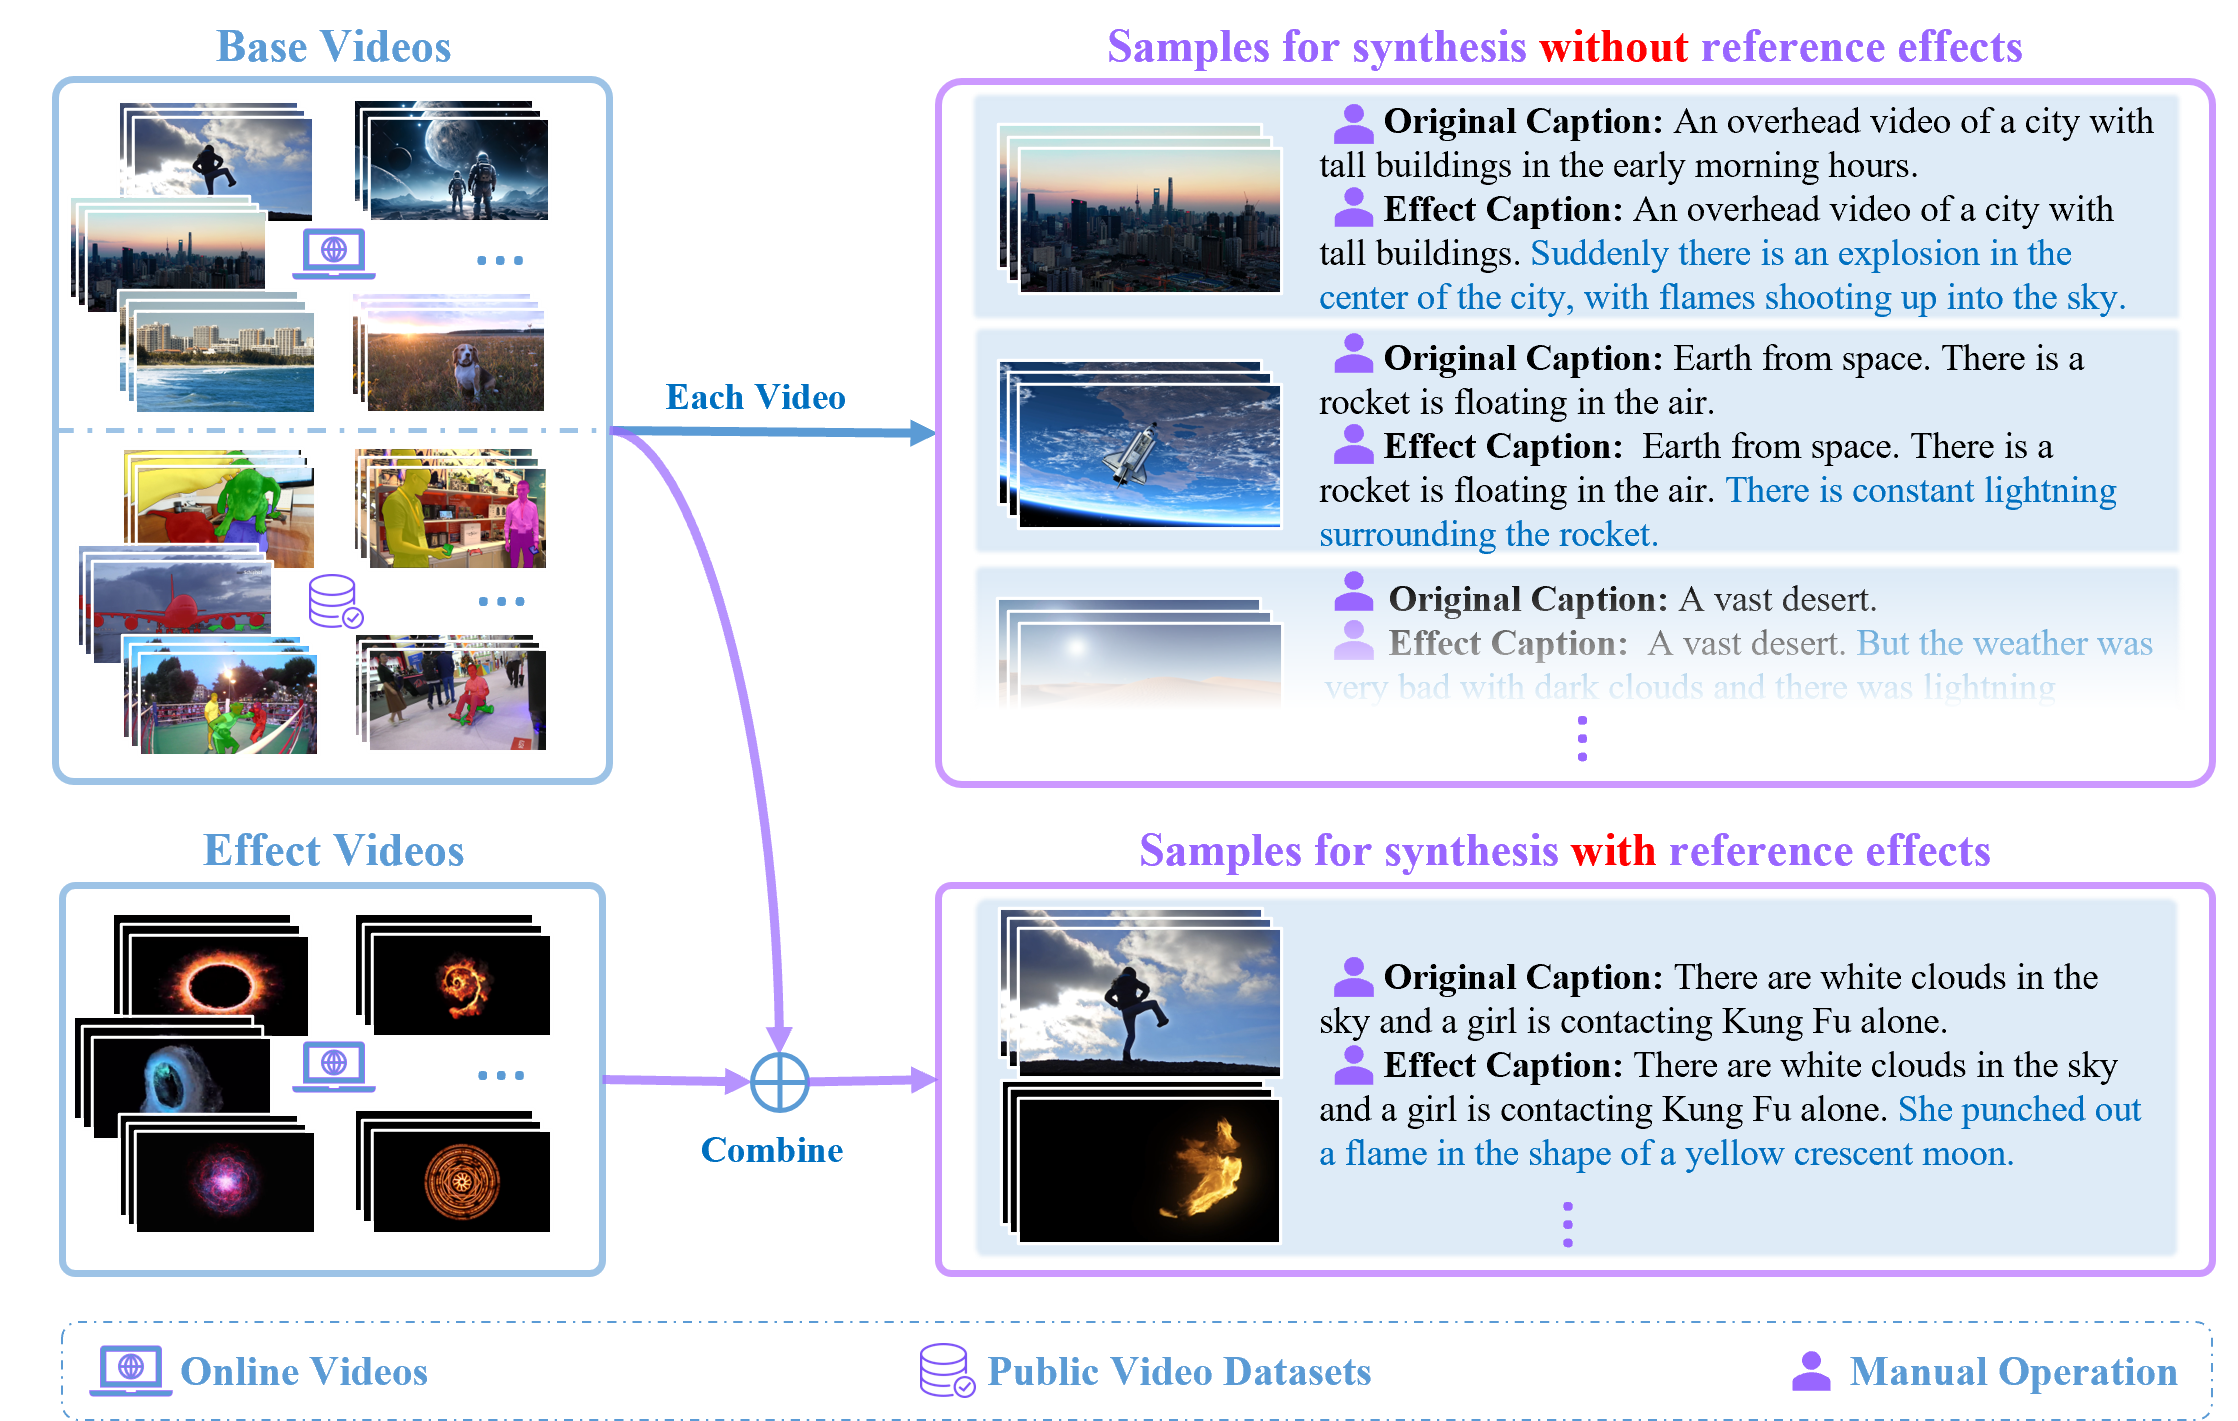 Base Videos
Each Video
Effect Videos
Combine
Samples for synthesis without reference effects
Original Caption: An overhead video of a city with
tall buildings in the early morning hours.
Effect Caption: An overhead video of a city with
tall buildings. Suddenly there is an explosion in the
center of the city, with flames shooting up into the sky.
Original Caption: Earth from space. There is a
rocket is floating in the air.
Effect Caption: Earth from space. There is a
rocket is floating in the air. There is constant lightning
surrounding the rocket.
Original Caption: A vast desert.
Effect Caption: A vast desert. But the weather was
very bad with dark clouds and there was lightning
Samples for synthesis with reference effects
Original Caption: There are white clouds in the
sky and a girl is contacting Kung Fu alone.
Effect Caption: There are white clouds in the sky
and a girl is contacting Kung Fu alone. She punched out
a flame in the shape of a yellow crescent moon.
Online Videos
Public Video Datasets
Manual Operation